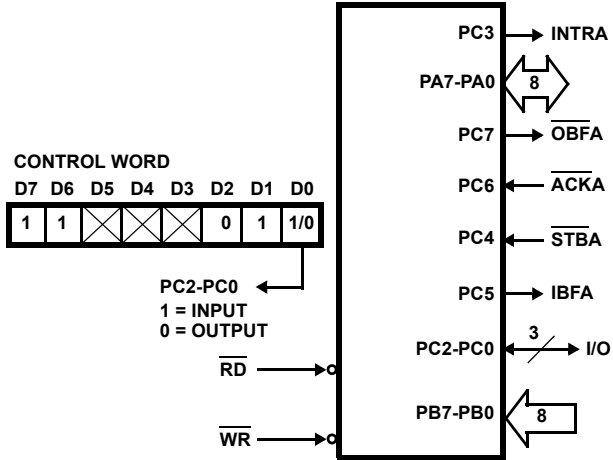 PC3 INTRA
PA7-PA0 8
PC7 OBFA
CONTROL WORD
D7 D6 D5 D4 D3 D2 D1 D0
1 1 0 1 1/0
PC6 ACKA
PC4 STBA
PC2-PC0
1 = INPUT
0 = OUTPUT
PC5 IBFA
PC2-PC0 3 I/O
RD
PB7-PB0 8
WR